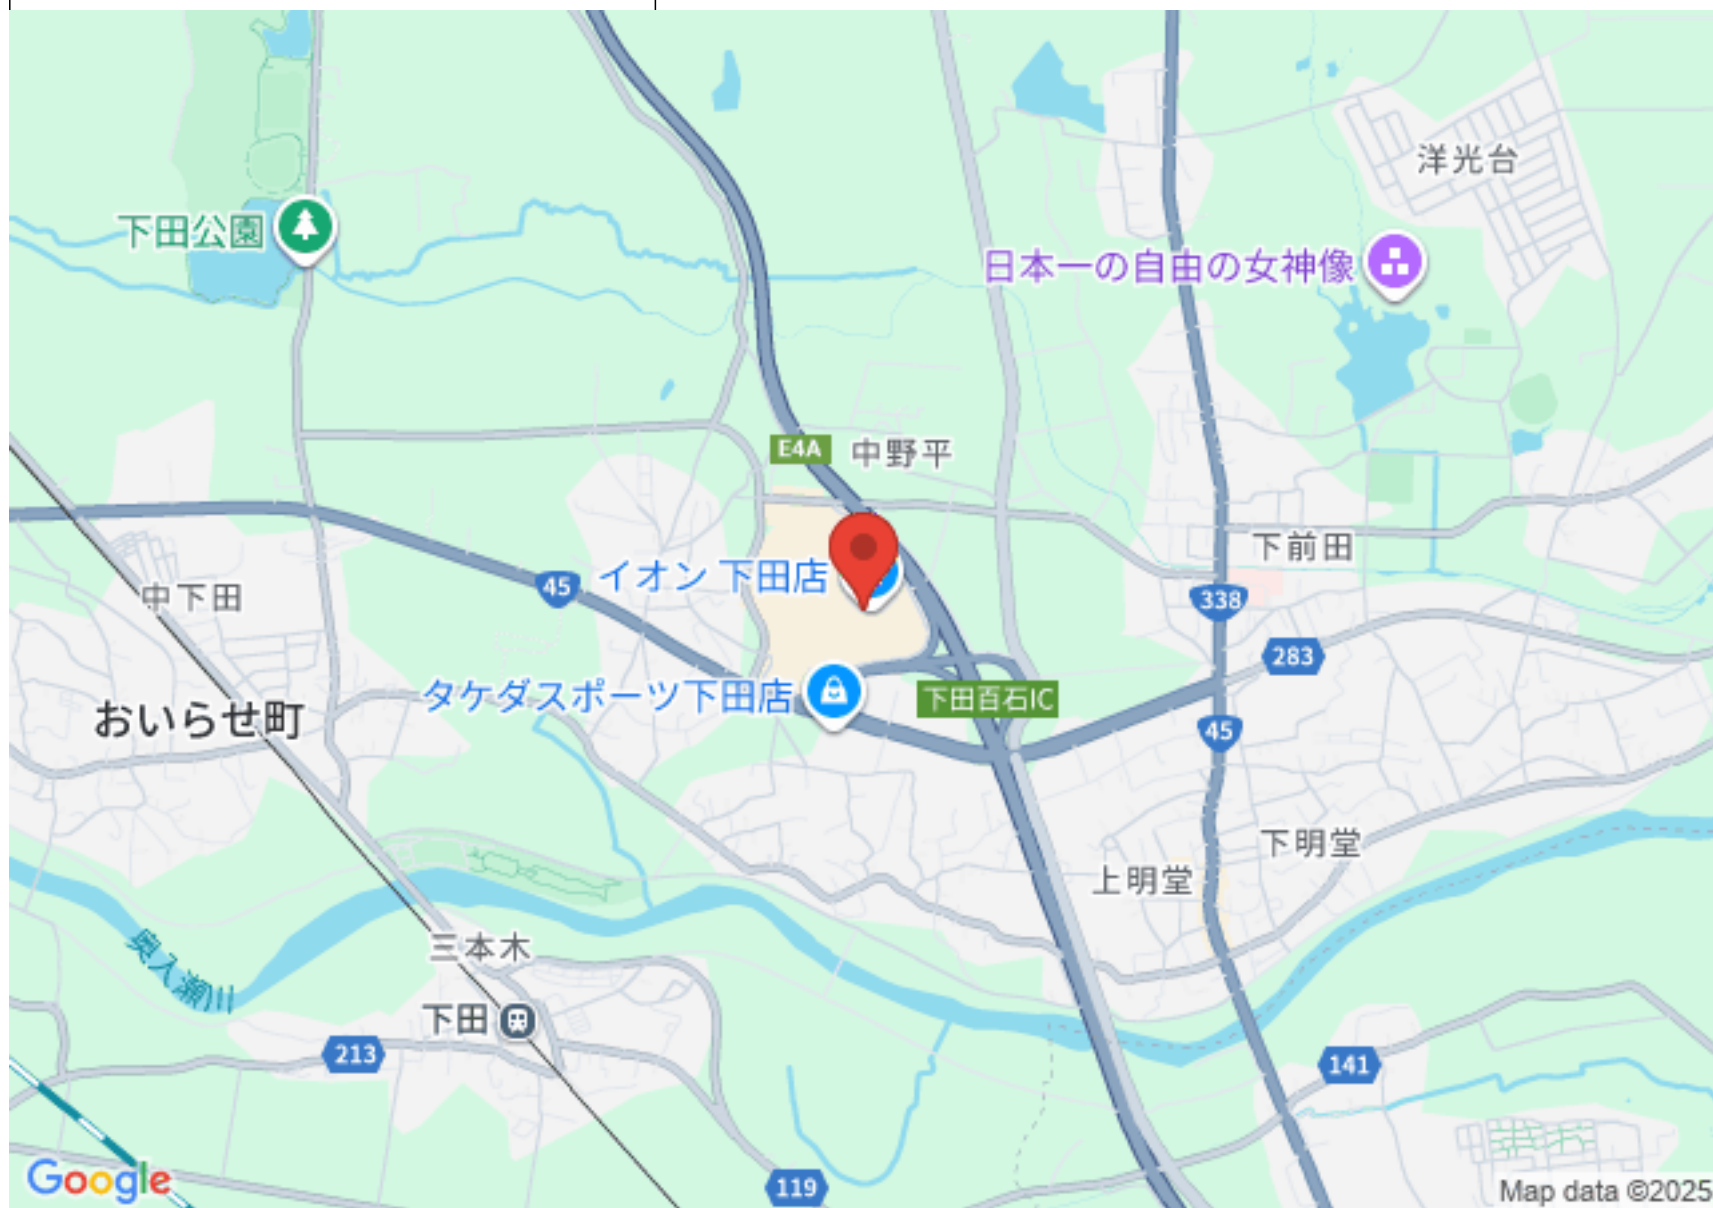 洋光台
下田公園
日本一の自由の女神像
E4A
中野平
下前田
イオン 下田店
45
中下田
338
283
タケダスポーツ下田店
下田百石IC
おいらせ町
45
下明堂
上明堂
三本木
奥入瀬川
下田
213
141
119
Google
Map data ©2025